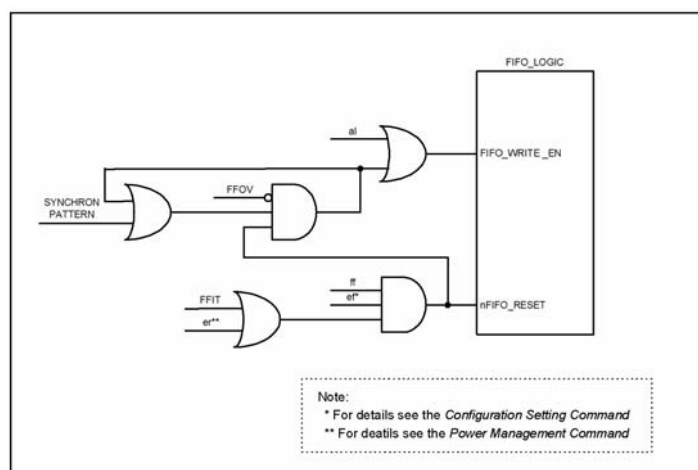 FIFO_LOGIC
al
FIFO_WRITE_EN
FFOV
SYNCHRON
PATTERN
ff
ef*
FFIT
er**
nFIFO_RESET
Note:
* For details see the Configuration Setting Command
** For deatils see the Power Management Command